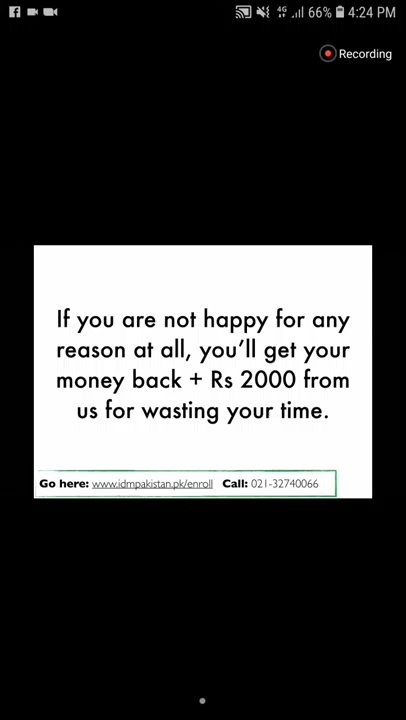 4G 66% 4:24 PM
Recording
If you are not happy for any
reason at all, you’ll get your
money back + Rs 2000 from
us for wasting your time.
Go here: www.idmpakistan.pk/enroll Call: 021-32740066